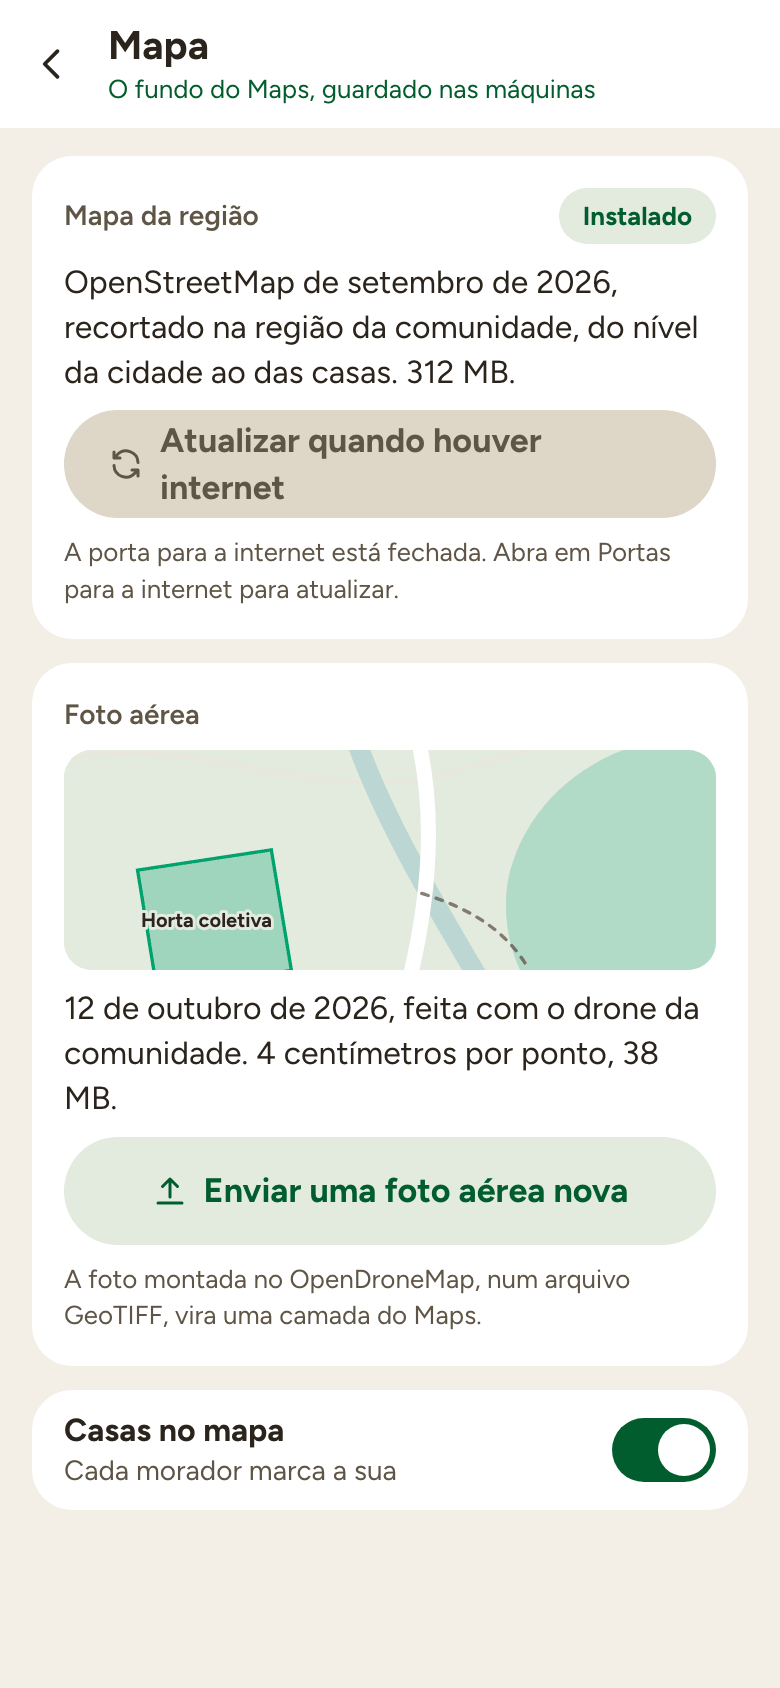 Mapa
O fundo do Maps, guardado nas máquinas
Mapa da região
Instalado
OpenStreetMap de setembro de 2026,
recortado na região da comunidade, do nível
da cidade ao das casas. 312 MB.
Atualizar quando houver
internet
A porta para a internet está fechada. Abra em Portas
para a internet para atualizar.
Foto aérea
Horta coletiva
12 de outubro de 2026, feita com o drone da
comunidade. 4 centímetros por ponto, 38
MB.
Enviar uma foto aérea nova
A foto montada no OpenDroneMap, num arquivo
GeoTIFF, vira uma camada do Maps.
Casas no mapa
Cada morador marca a sua